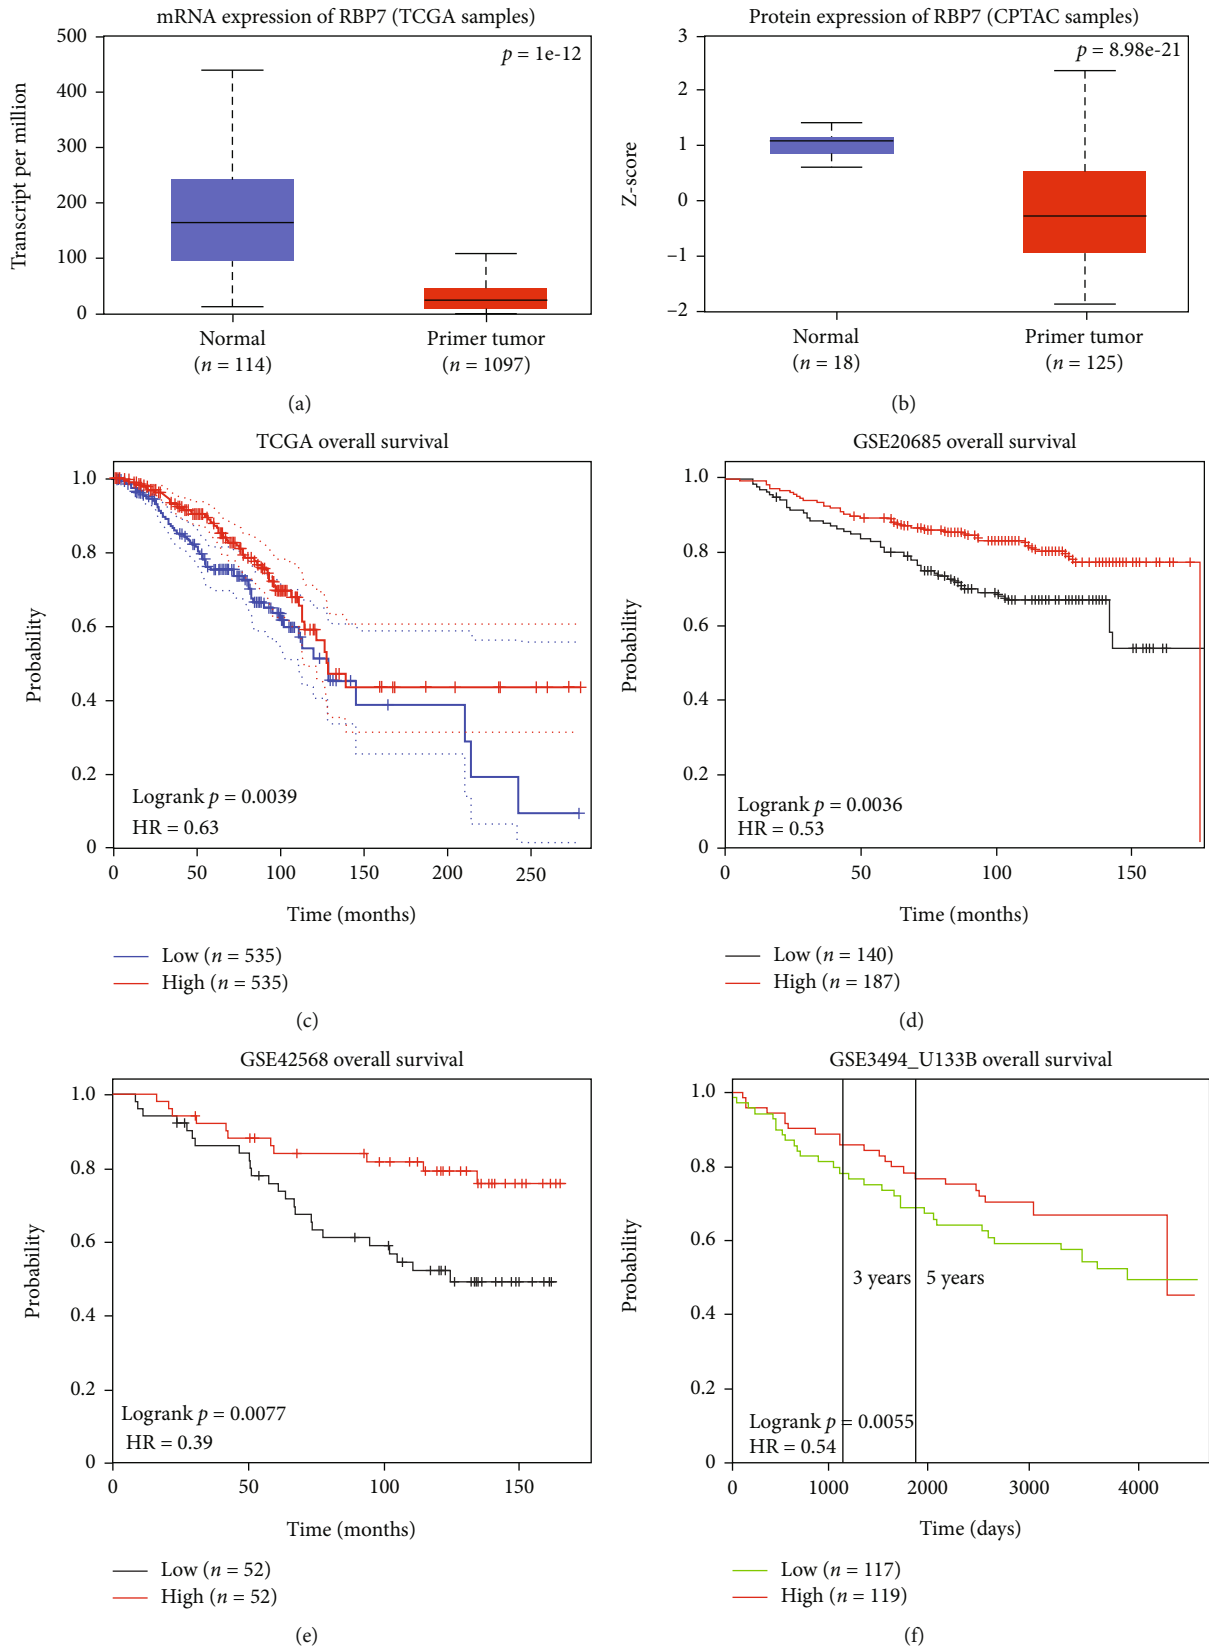 mRNA expression of RBP7 (TCGA samples)
500
400
300
200
100
0
Transcript per million
p = 1e-12
Normal
(n = 114)
Primer tumor
(n = 1097)
(a)
Protein expression of RBP7 (CPTAC samples)
3
2
1
0
−1
−2
Z-score
p = 8.98e-21
Normal
(n = 18)
Primer tumor
(n = 125)
(b)
TCGA overall survival
1.0
0.8
0.6
0.4
0.2
0
Probability
Logrank p = 0.0039
HR = 0.63
0 50 100 150 200 250
Time (months)
Low (n = 535)
High (n = 535)
(c)
GSE20685 overall survival
1.0
0.8
0.6
0.4
0.2
0
Probability
Logrank p = 0.0036
HR = 0.53
0 50 100 150
Time (months)
Low (n = 140)
High (n = 187)
(d)
GSE42568 overall survival
1.0
0.8
0.6
0.4
0.2
0
Probability
Logrank p = 0.0077
HR = 0.39
0 50 100 150
Time (months)
Low (n = 52)
High (n = 52)
(e)
GSE3494_U133B overall survival
1.0
0.8
0.6
0.4
0.2
0
Probability
3 years 5 years
Logrank p = 0.0055
HR = 0.54
0 1000 2000 3000 4000
Time (days)
Low (n = 117)
High (n = 119)
(f)